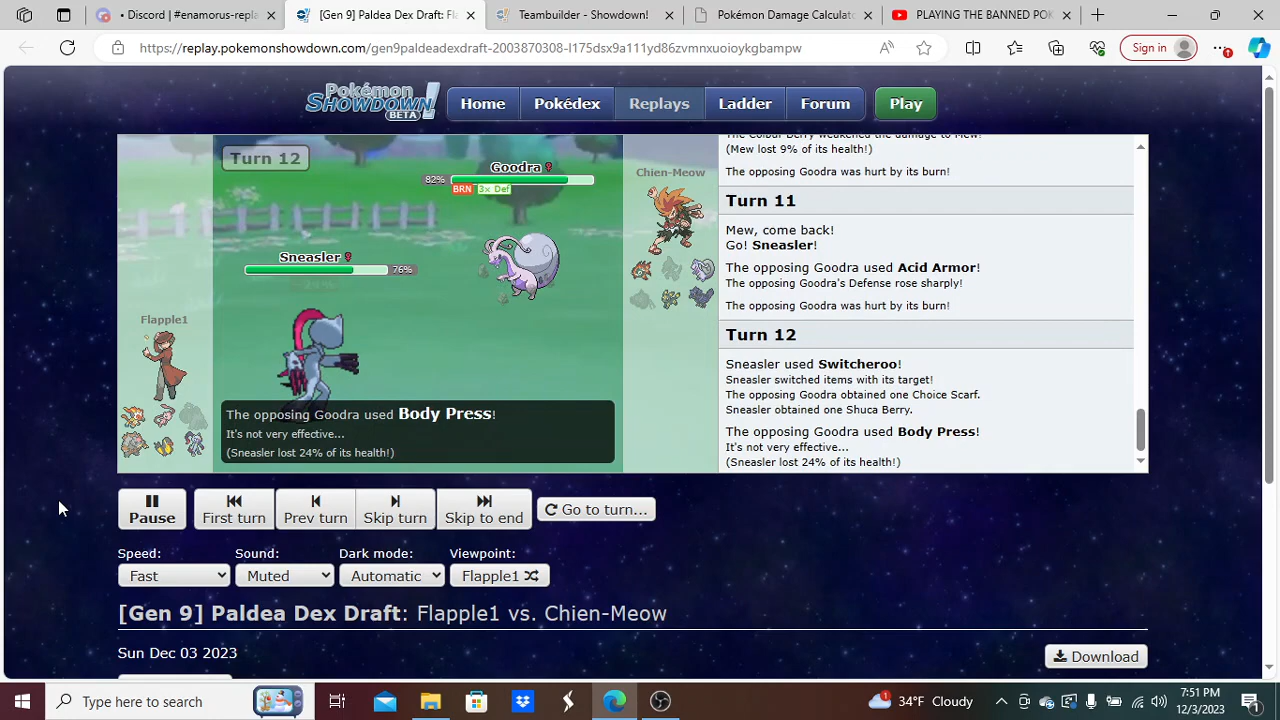 Discord | #enamorus-repla
[Gen 9] Paldea Dex Draft: Fl
Teambuilder - Showdown!
Pokémon Damage Calculato
PLAYING THE BANNED POK
https://replay.pokemonshowdown.com/gen9paldeadexdraft-2003870308-l175dsx9a111yd86zvmnxuoioykgbampw
Sign in
Pokémon
SHOWDOWN!
BETA
Home
Pokédex
Replays
Ladder
Forum
Play
Turn 12
Goodra
82%
BRN 3x Def
Sneasler
76%
Flapple1
Chien-Meow
The opposing Goodra used Body Press!
It's not very effective...
(Sneasler lost 24% of its health!)
The Colbur Berry weakened the damage to Mew!
(Mew lost 9% of its health!)
The opposing Goodra was hurt by its burn!
Turn 11
Mew, come back!
Go! Sneasler!
The opposing Goodra used Acid Armor!
The opposing Goodra's Defense rose sharply!
The opposing Goodra was hurt by its burn!
Turn 12
Sneasler used Switcheroo!
Sneasler switched items with its target!
The opposing Goodra obtained one Choice Scarf.
Sneasler obtained one Shuca Berry.
The opposing Goodra used Body Press!
It's not very effective...
(Sneasler lost 24% of its health!)
Pause
First turn
Prev turn
Skip turn
Skip to end
Go to turn...
Speed:
Sound:
Dark mode:
Viewpoint:
Fast
Muted
Automatic
Flapple1
[Gen 9] Paldea Dex Draft: Flapple1 vs. Chien-Meow
Sun Dec 03 2023
Download
Type here to search
1
34°F Cloudy
7:51 PM
12/3/2023
1